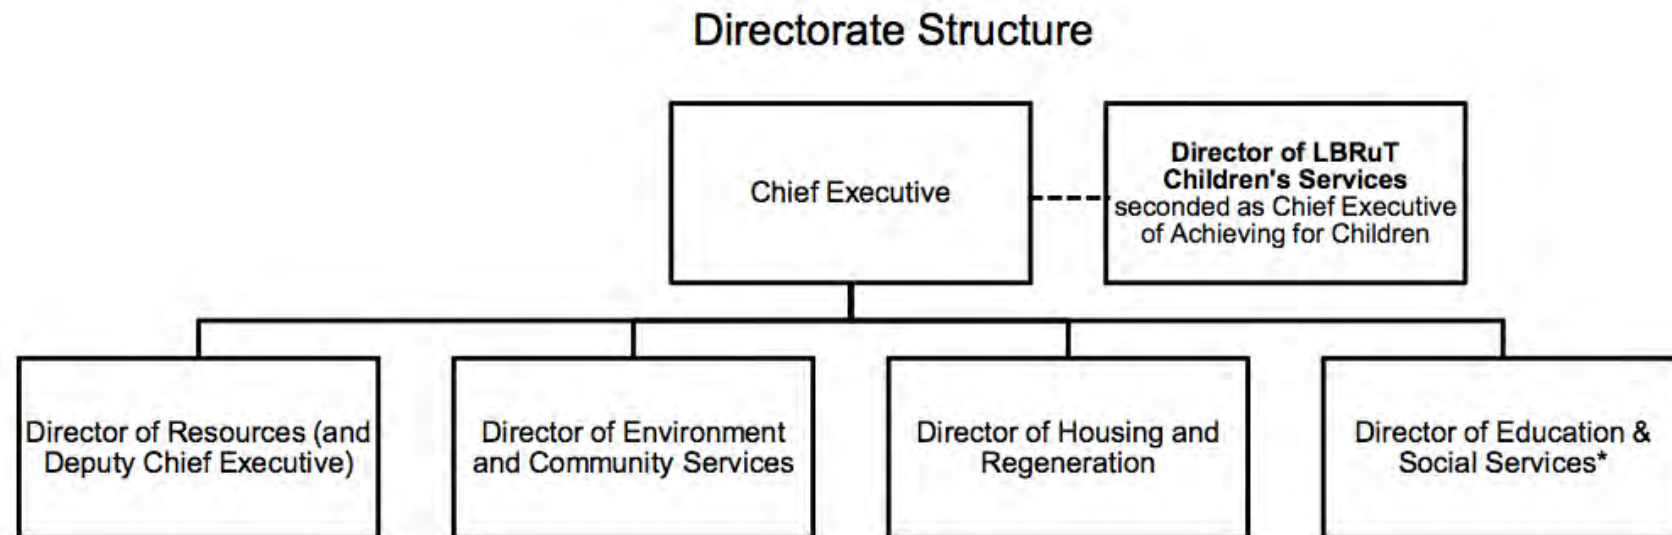 Directorate Structure
Chief Executive
Director of LBRuT
Children's Services
seconded as Chief Executive
of Achieving for Children
Director of Resources (and
Deputy Chief Executive)
Director of Environment
and Community Services
Director of Housing and
Regeneration
Director of Education &
Social Services*